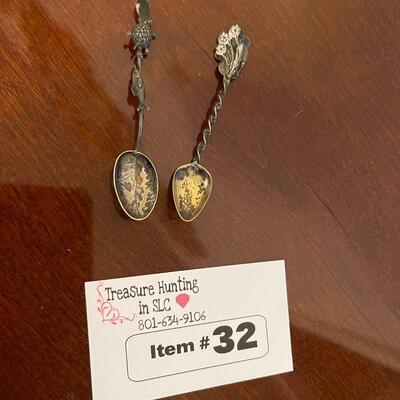 Treasure Hunting
in SLC
801-634-9106
Item # 32